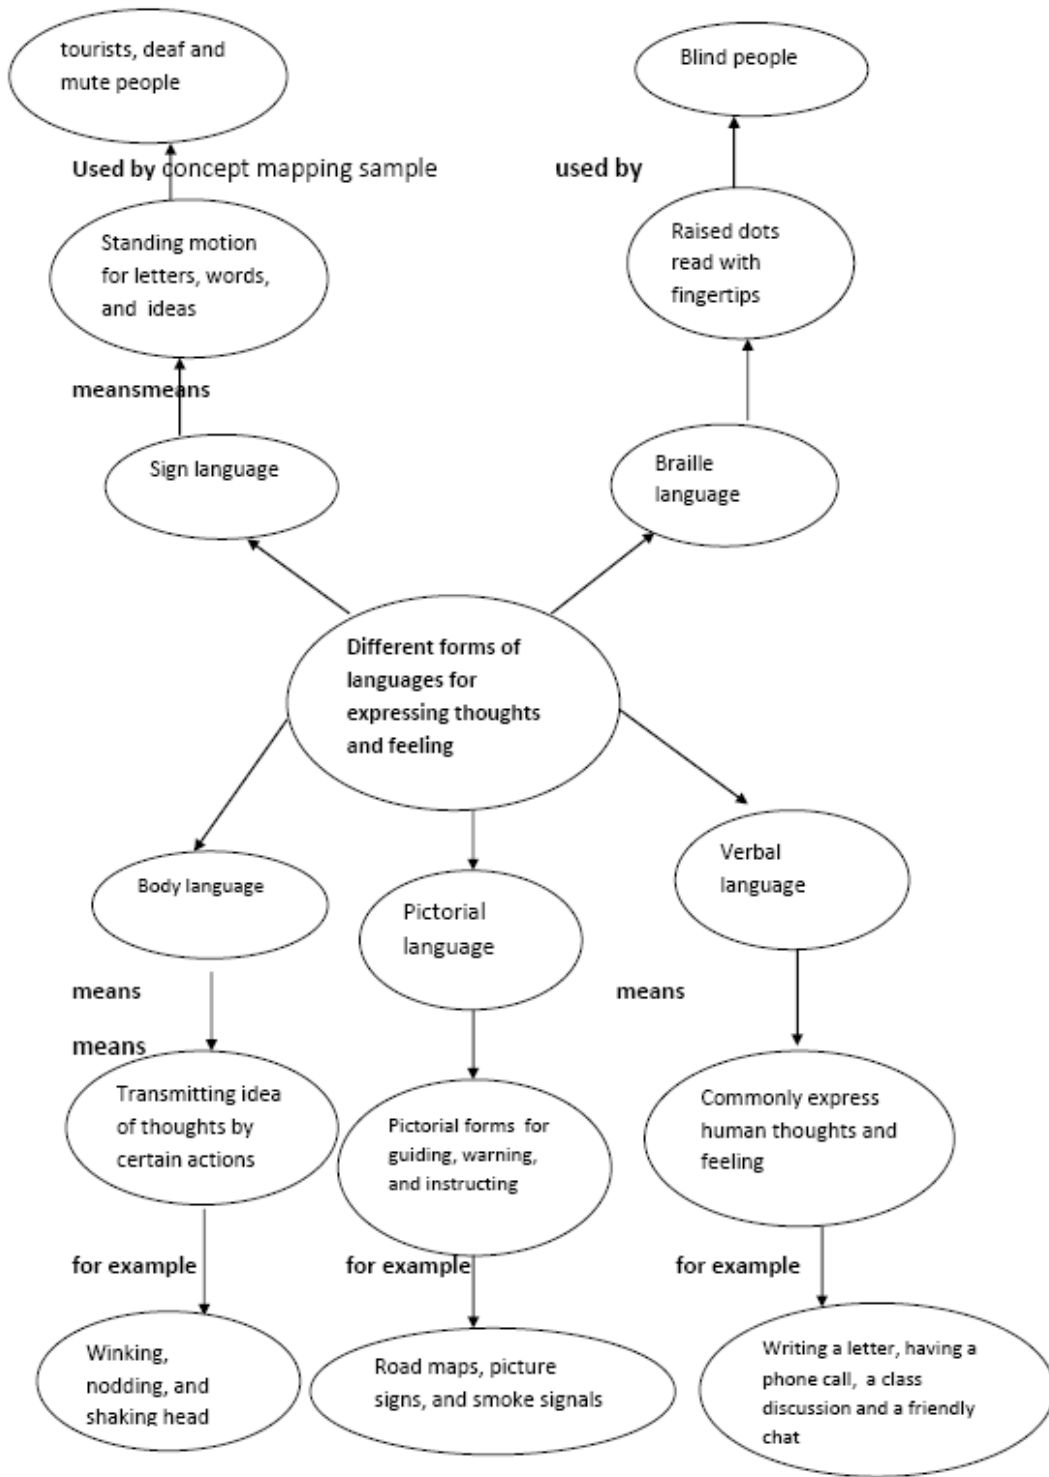 tourists, deaf and
mute people
Blind people
Used by concept mapping sample
used by
Standing motion
for letters, words,
and ideas
Raised dots
read with
fingertips
meansmeans
Sign language
Braille
language
Different forms of
languages for
expressing thoughts
and feeling
Body language
Pictorial
language
Verbal
language
means
means
means
Transmitting idea
of thoughts by
certain actions
Pictorial forms for
guiding, warning,
and instructing
Commonly express
human thoughts and
feeling
for example
for example
for example
Winking,
nodding, and
shaking head
Road maps, picture
signs, and smoke signals
Writing a letter, having a
phone call, a class
discussion and a friendly
chat